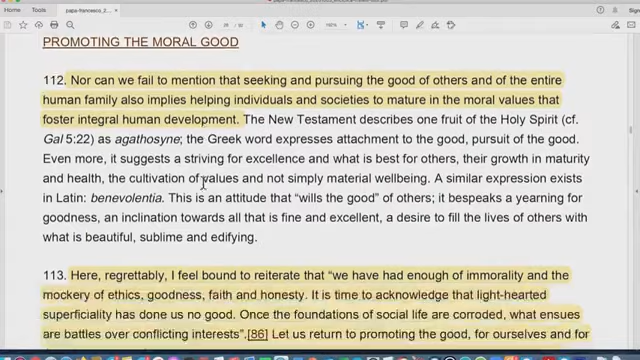 Home
Tools
papa-francesco_2...
PROMOTING THE MORAL GOOD
112. Nor can we fail to mention that seeking and pursuing the good of others and of the entire
human family also implies helping individuals and societies to mature in the moral values that
foster integral human development. The New Testament describes one fruit of the Holy Spirit (cf.
Gal 5:22) as agathosyne; the Greek word expresses attachment to the good, pursuit of the good.
Even more, it suggests a striving for excellence and what is best for others, their growth in maturity
and health, the cultivation of values and not simply material wellbeing. A similar expression exists
in Latin: benevolentia. This is an attitude that “wills the good” of others; it bespeaks a yearning for
goodness, an inclination towards all that is fine and excellent, a desire to fill the lives of others with
what is beautiful, sublime and edifying.
113. Here, regrettably, I feel bound to reiterate that “we have had enough of immorality and the
mockery of ethics, goodness, faith and honesty. It is time to acknowledge that light-hearted
superficiality has done us no good. Once the foundations of social life are corroded, what ensues
are battles over conflicting interests”.[86] Let us return to promoting the good, for ourselves and for